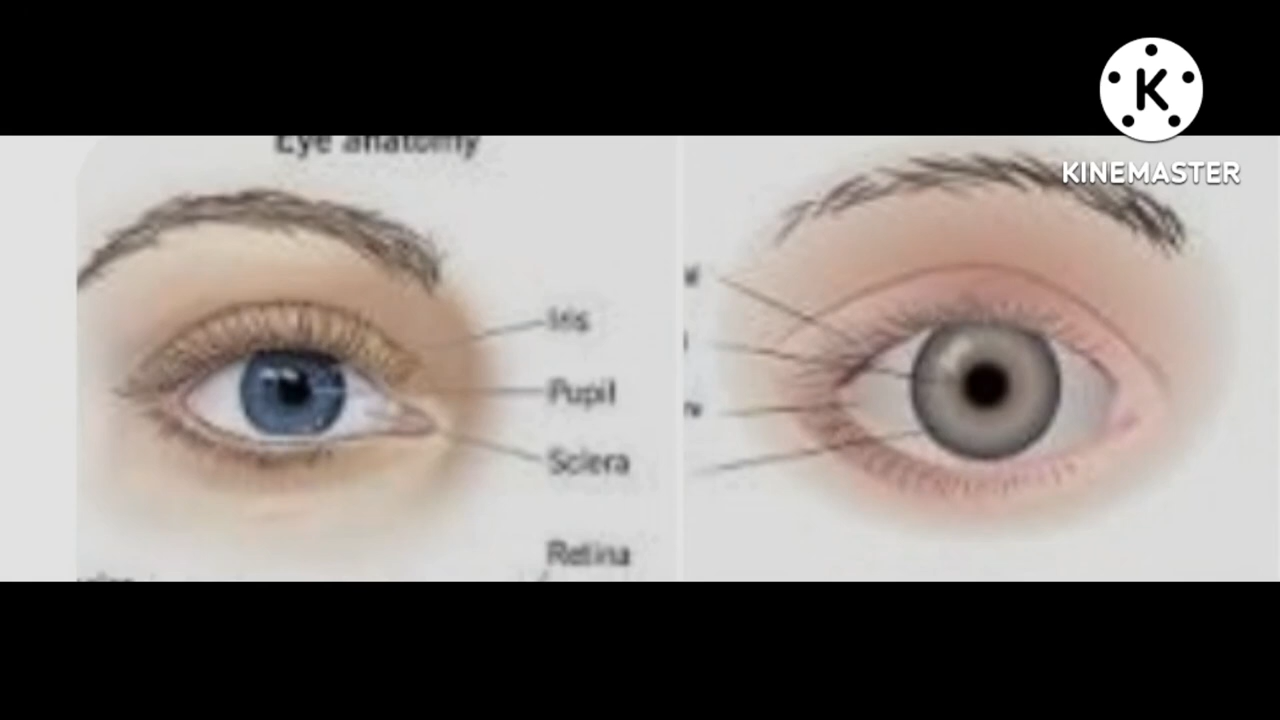 Eye anatomy
Iris
Pupil
Sclera
Retina
K
KINEMASTER